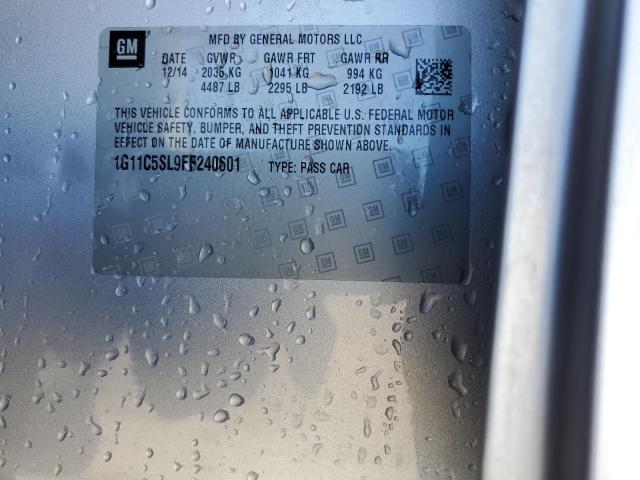 GM
MFD BY GENERAL MOTORS LLC
DATE GVWR GAWR FRT GAWR RR
12/14 2035 KG 1041 KG 994 KG
4487 LB 2295 LB 2192 LB
THIS VEHICLE CONFORMS TO ALL APPLICABLE U.S. FEDERAL MOTOR
VEHICLE SAFETY, BUMPER, AND THEFT PREVENTION STANDARDS IN
EFFECT ON THE DATE OF MANUFACTURE SHOWN ABOVE.
1G11C5SL9FF240601 TYPE: PASS CAR